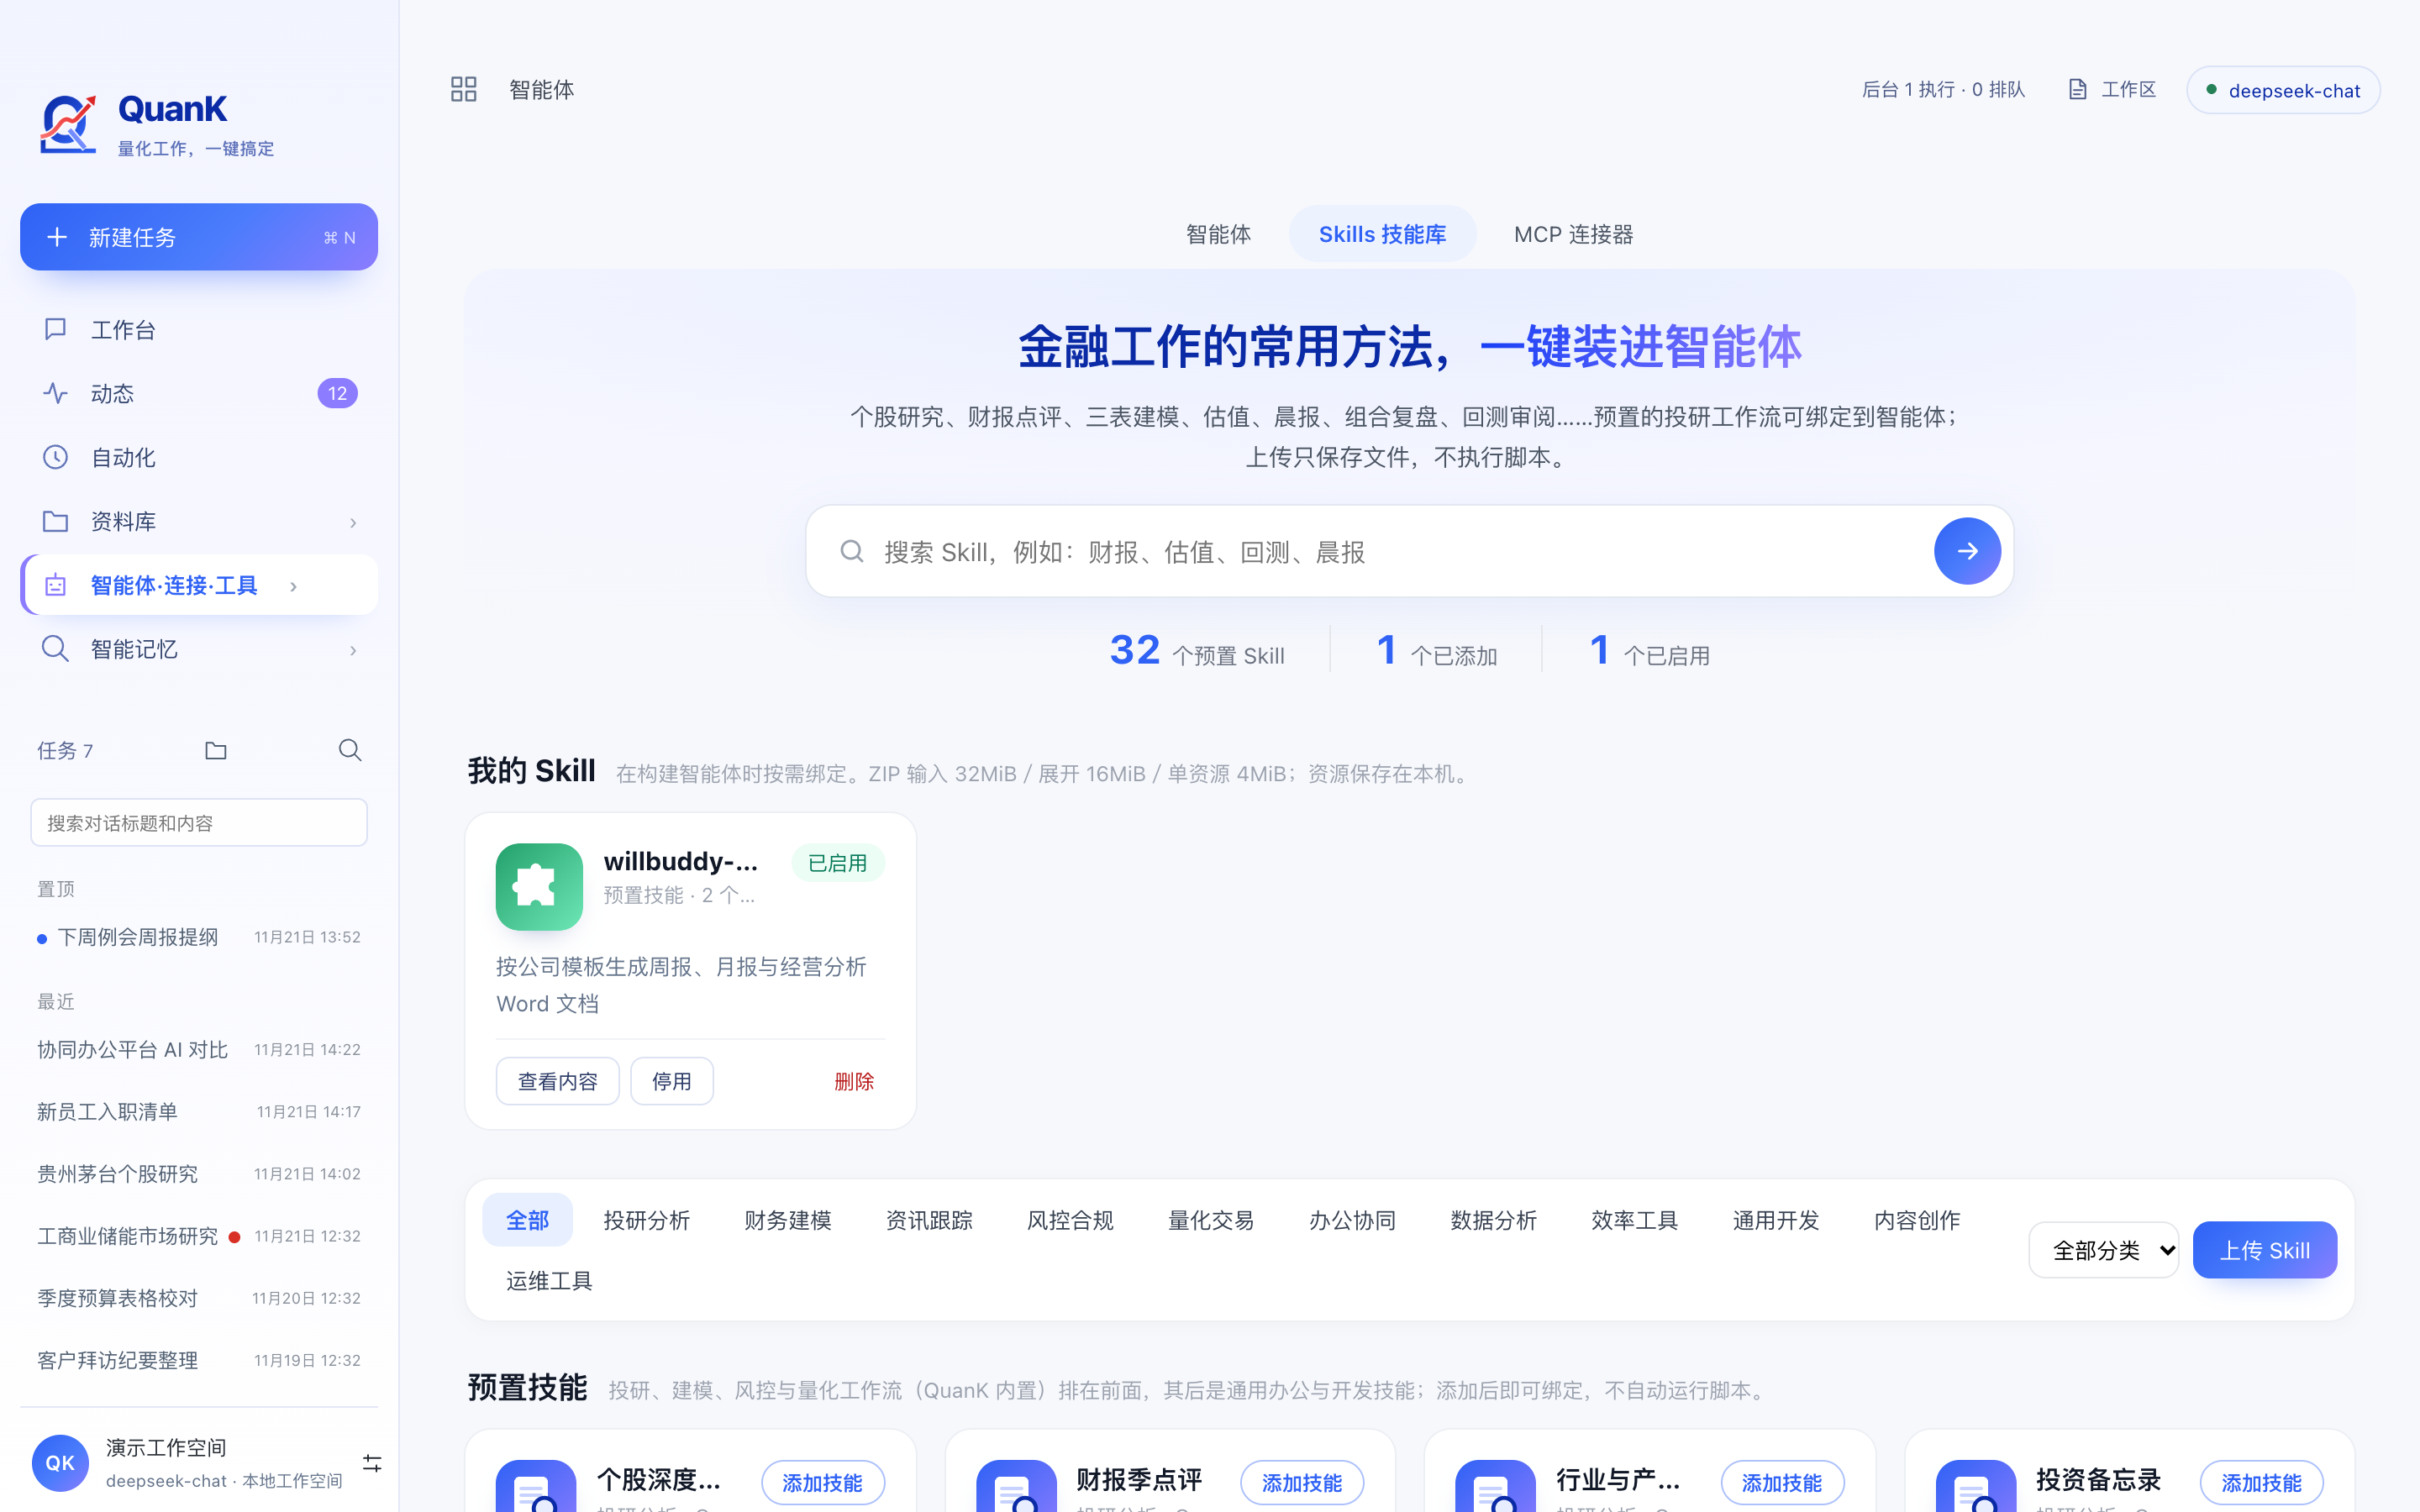 QuanK
量化工作，一键搞定
新建任务 ⌘ N
工作台
动态 12
自动化
资料库 ›
智能体·连接·工具 ›
智能记忆 ›
任务 7
搜索对话标题和内容
置顶
下周例会周报提纲 11月21日 13:52
最近
协同办公平台 AI 对比 11月21日 14:22
新员工入职清单 11月21日 14:17
贵州茅台个股研究 11月21日 14:02
工商业储能市场研究 11月21日 12:32
季度预算表格校对 11月20日 12:32
客户拜访纪要整理 11月19日 12:32
QK 演示工作空间
deepseek-chat · 本地工作空间
智能体
后台 1 执行 · 0 排队 工作区 deepseek-chat
智能体 Skills 技能库 MCP 连接器
金融工作的常用方法，一键装进智能体
个股研究、财报点评、三表建模、估值、晨报、组合复盘、回测审阅……预置的投研工作流可绑定到智能体；
上传只保存文件，不执行脚本。
搜索 Skill，例如：财报、估值、回测、晨报
32 个预置 Skill 1 个已添加 1 个已启用
我的 Skill 在构建智能体时按需绑定。ZIP 输入 32MiB / 展开 16MiB / 单资源 4MiB；资源保存在本机。
willbuddy-... 已启用
预置技能 · 2 个...
按公司模板生成周报、月报与经营分析
Word 文档
查看内容 停用 删除
全部 投研分析 财务建模 资讯跟踪 风控合规 量化交易 办公协同 数据分析 效率工具 通用开发 内容创作
运维工具
全部分类 上传 Skill
预置技能 投研、建模、风控与量化工作流（QuanK 内置）排在前面，其后是通用办公与开发技能；添加后即可绑定，不自动运行脚本。
个股深度... 添加技能
财报季点评 添加技能
行业与产... 添加技能
投资备忘录 添加技能